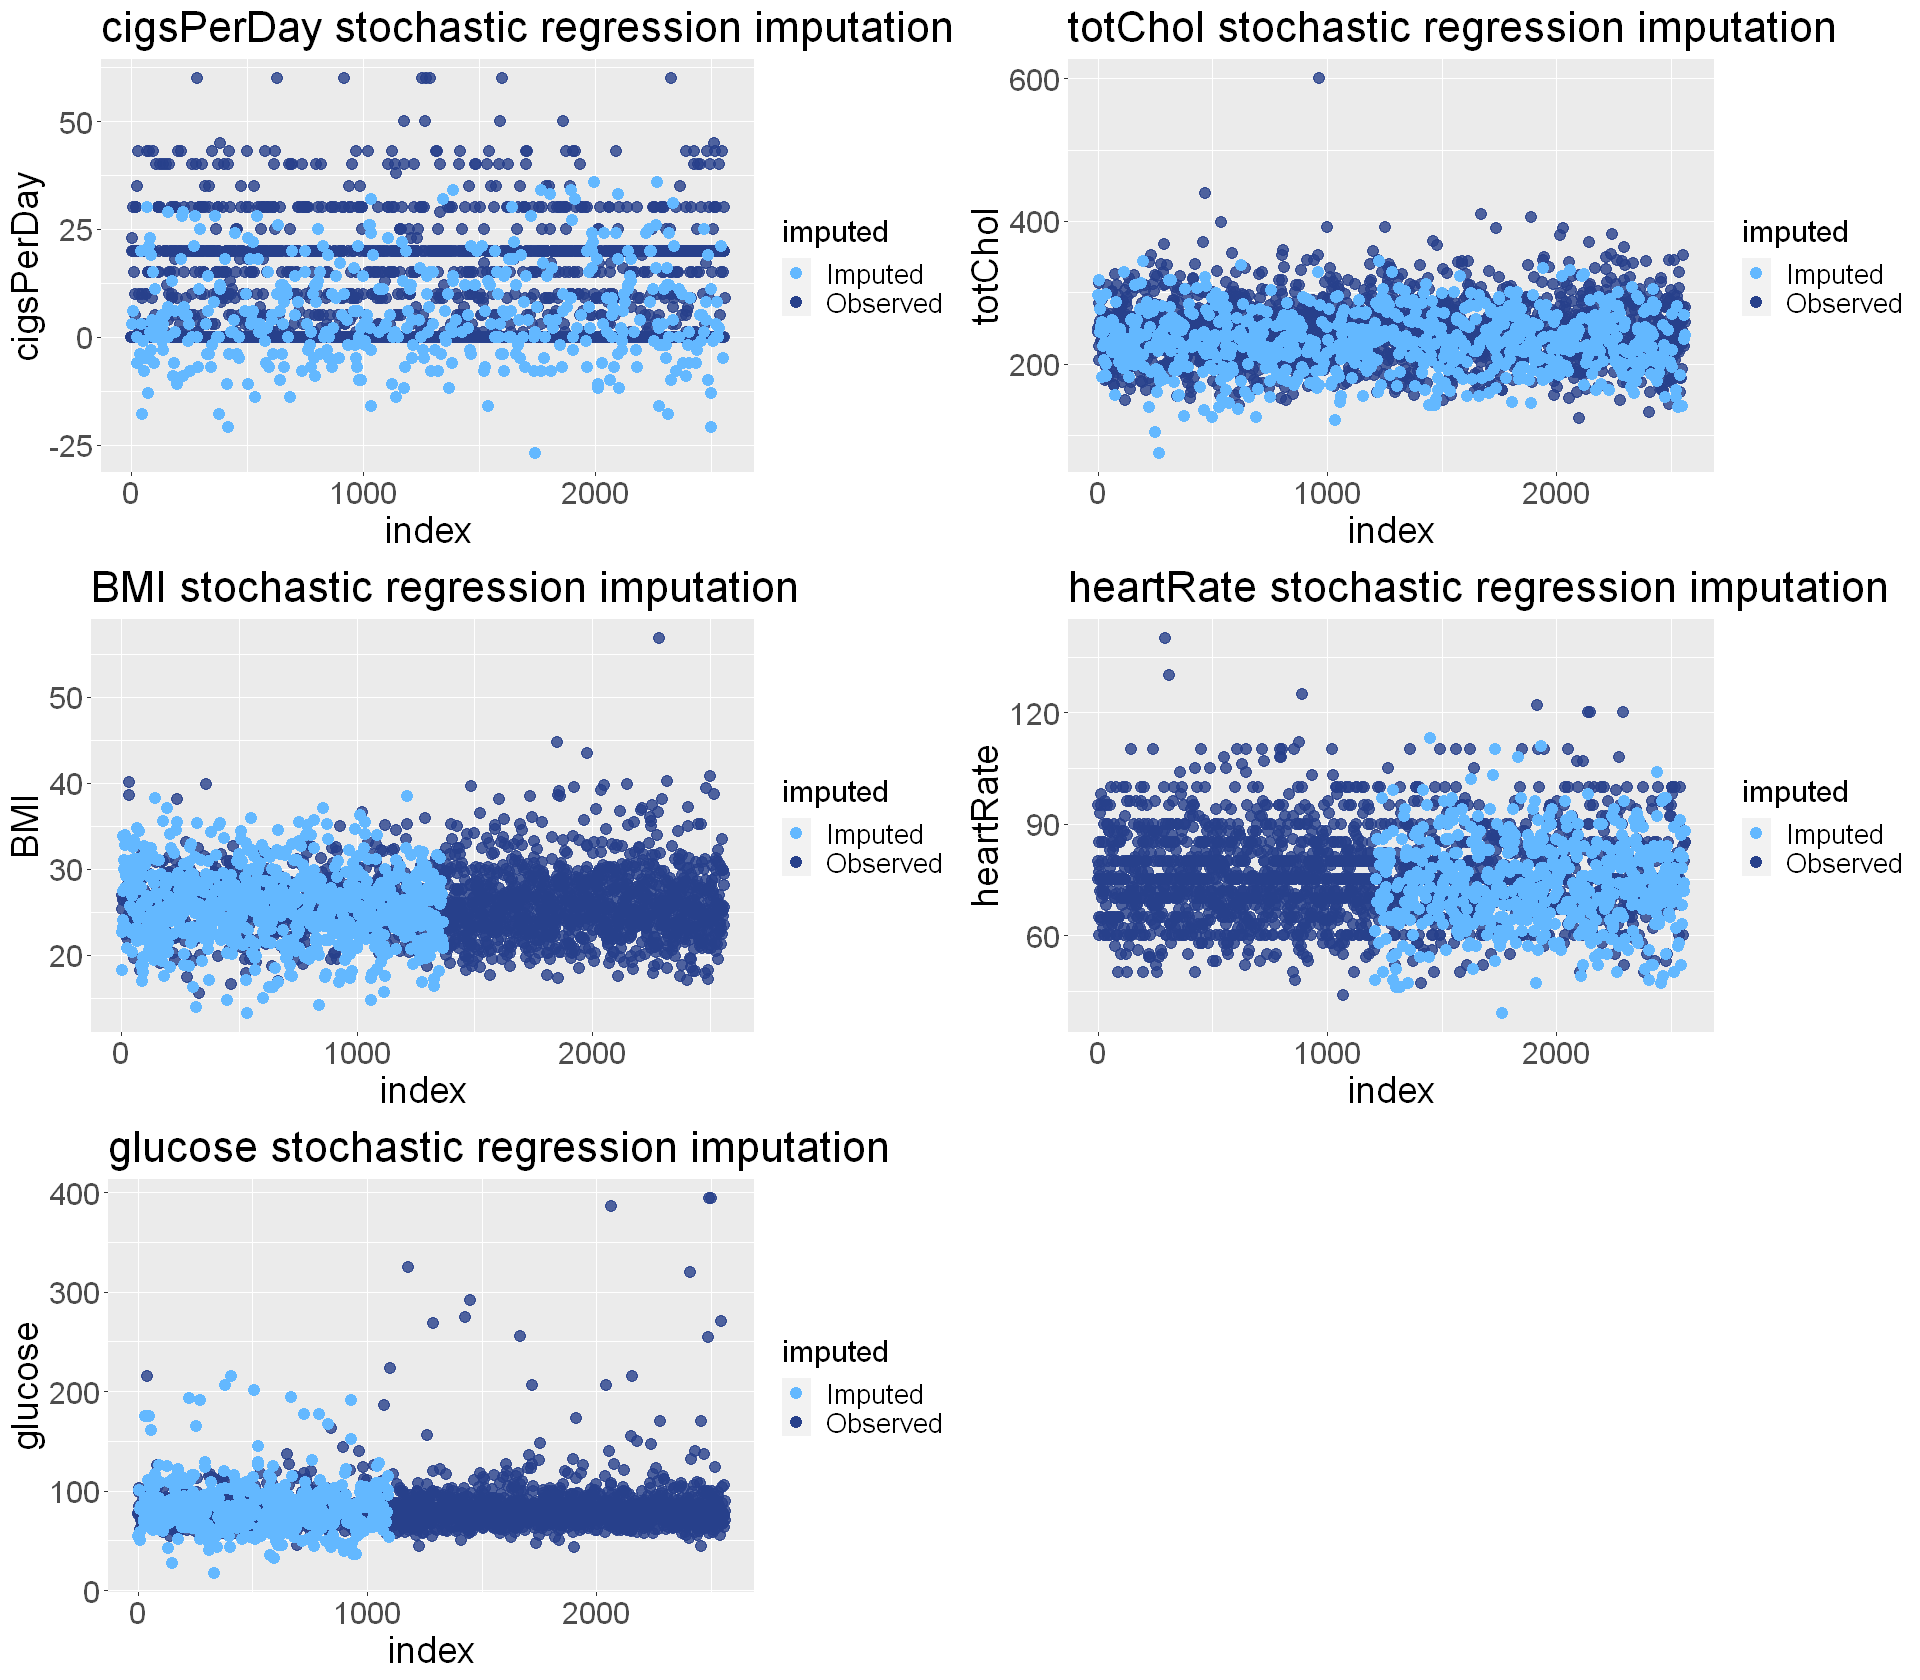 cigsPerDay stochastic regression imputation
cigsPerDay
50
25
0
-25
0 1000 2000
index
imputed
Imputed
Observed
totChol stochastic regression imputation
totChol
600
400
200
0 1000 2000
index
imputed
Imputed
Observed
BMI stochastic regression imputation
BMI
50
40
30
20
0 1000 2000
index
imputed
Imputed
Observed
heartRate stochastic regression imputation
heartRate
120
90
60
0 1000 2000
index
imputed
Imputed
Observed
glucose stochastic regression imputation
glucose
400
300
200
100
0
0 1000 2000
index
imputed
Imputed
Observed